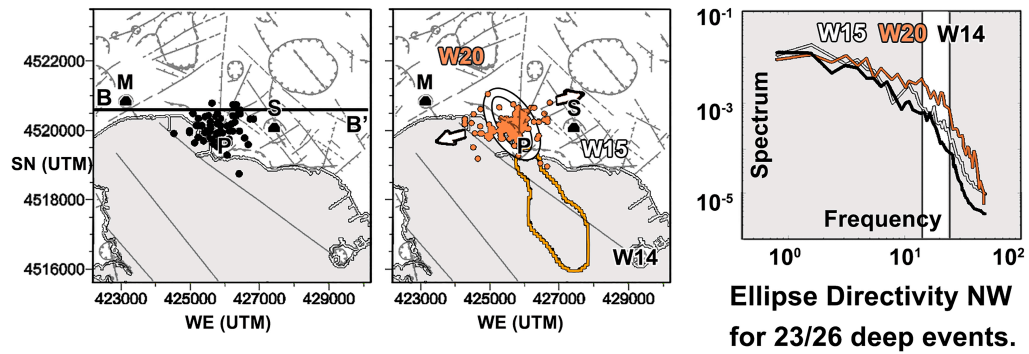 4522000
4520000
SN (UTM)
4518000
4516000
M
B
S
B'
P
423000 425000 427000 429000
WE (UTM)
W20
M
S
P
W15
W14
423000 425000 427000 429000
WE (UTM)
10-1
10-3
10-5
Spectrum
W15 W20 W14
Frequency
10⁰ 10¹ 10²
Ellipse Directivity NW
for 23/26 deep events.